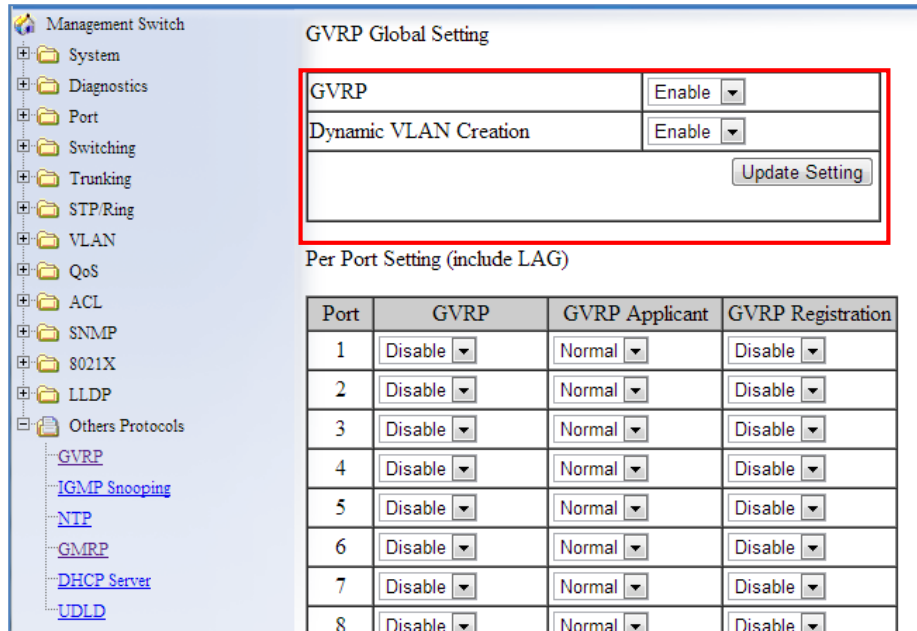 Management Switch
System
Diagnostics
Port
Switching
Trunking
STP/Ring
VLAN
QoS
ACL
SNMP
8021X
LLDP
Others Protocols
GVRP
IGMP Snooping
NTP
GMRP
DHCP Server
UDLD
GVRP Global Setting
GVRP Enable
Dynamic VLAN Creation Enable
Update Setting
Per Port Setting (include LAG)
Port GVRP GVRP Applicant GVRP Registration
1 Disable Normal Disable
2 Disable Normal Disable
3 Disable Normal Disable
4 Disable Normal Disable
5 Disable Normal Disable
6 Disable Normal Disable
7 Disable Normal Disable
8 Disable Normal Disable